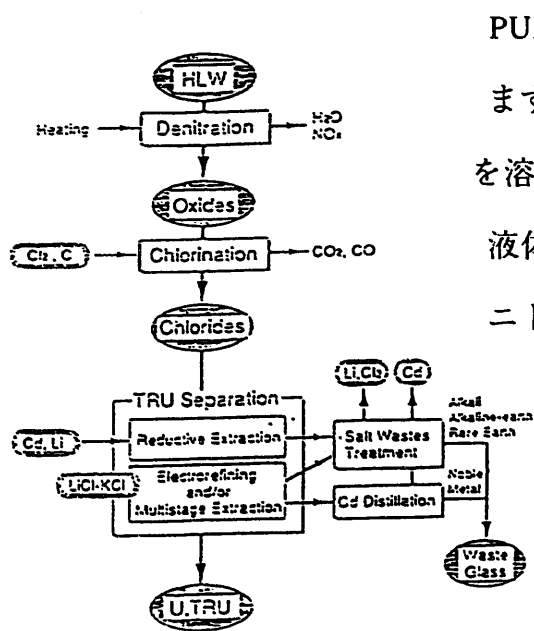 PU
ます
を溶
液体
ニト
HLW
Heating
Denitration
H₂O
NOx
Oxides
Cl₂, C
Chlorination
CO₂, CO
Chlorides
Li,Cl₂
Cd
TRU Separation
Cd, Li
Reductive Extraction
Salt Wastes
Treatment
Alkali
Alkaline-earth
Rare Earth
LiCl-KCl
Electrorefining
and/or
Multistage Extraction
Cd Distillation
Noble
Metal
Waste
Glass
U,TRU